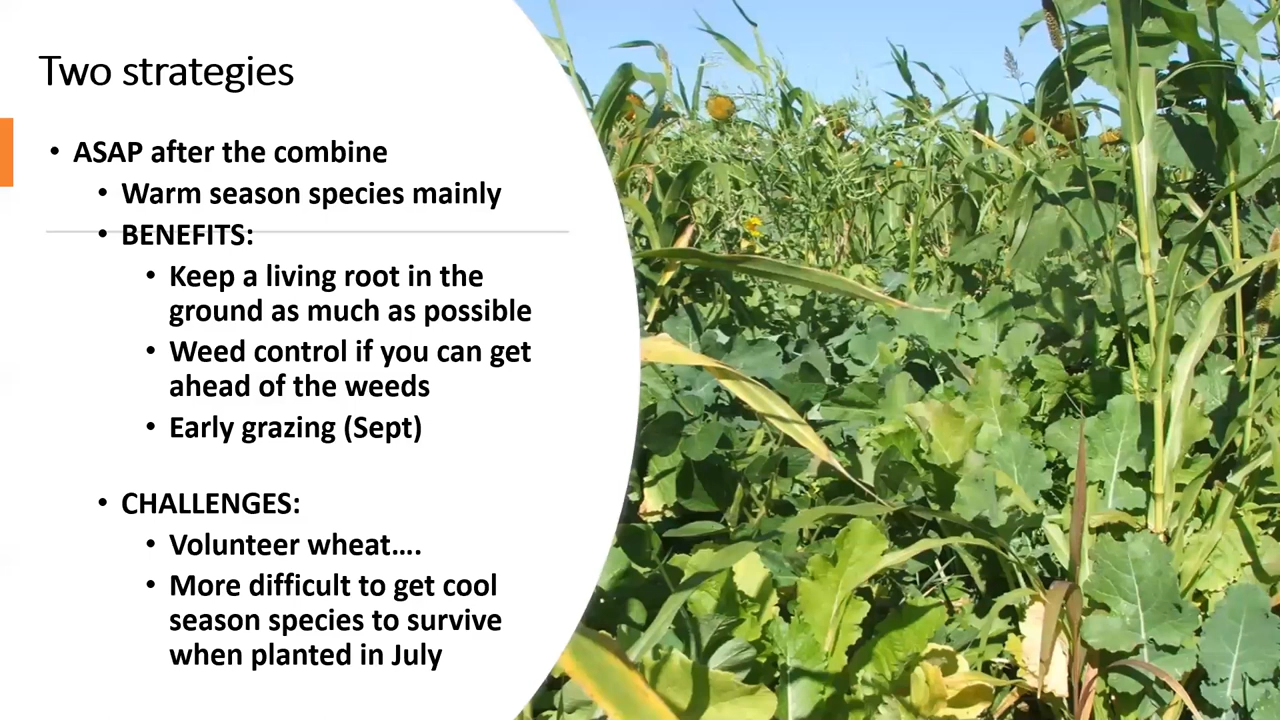 Two strategies
• ASAP after the combine
• Warm season species mainly
• BENEFITS:
• Keep a living root in the
ground as much as possible
• Weed control if you can get
ahead of the weeds
• Early grazing (Sept)
• CHALLENGES:
• Volunteer wheat....
• More difficult to get cool
season species to survive
when planted in July